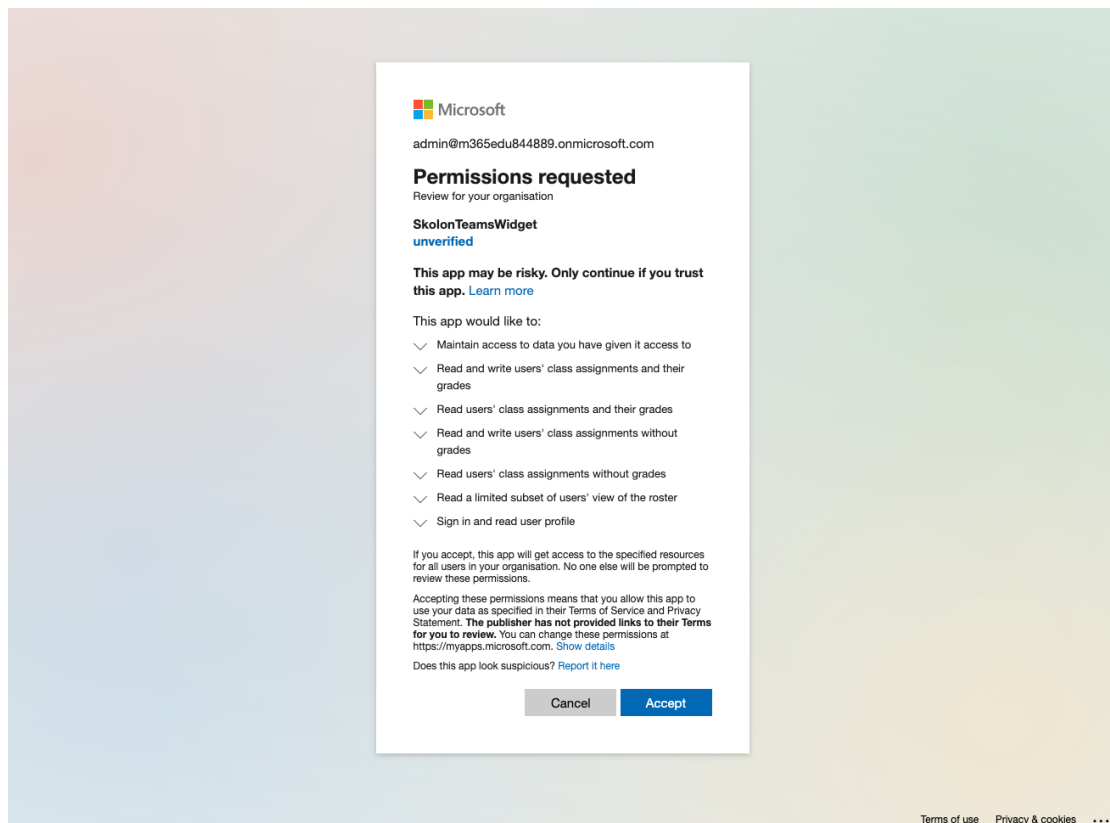 Microsoft
admin@m365edu844889.onmicrosoft.com
Permissions requested
Review for your organisation
SkolonTeamsWidget
unverified
This app may be risky. Only continue if you trust
this app. Learn more
This app would like to:
Maintain access to data you have given it access to
Read and write users' class assignments and their
grades
Read users' class assignments and their grades
Read and write users' class assignments without
grades
Read users' class assignments without grades
Read a limited subset of users' view of the roster
Sign in and read user profile
If you accept, this app will get access to the specified resources
for all users in your organisation. No one else will be prompted to
review these permissions.
Accepting these permissions means that you allow this app to
use your data as specified in their Terms of Service and Privacy
Statement. The publisher has not provided links to their Terms
for you to review. You can change these permissions at
https://myapps.microsoft.com. Show details
Does this app look suspicious? Report it here
Cancel Accept
Terms of use Privacy & cookies ...